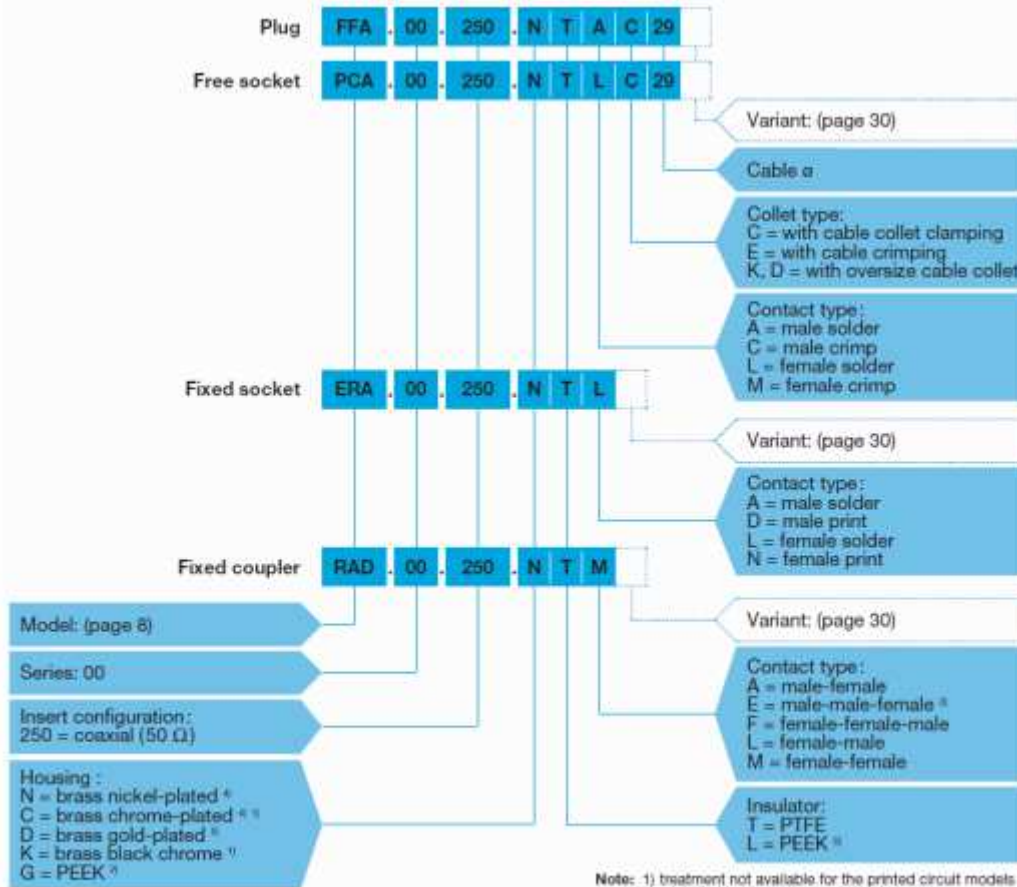 Plug FFA . 00 . 250 . N T A C 29
Free socket PCA . 00 . 250 . N T L C 29
Variant: (page 30)
Cable ø
Collet type:
C = with cable collet clamping
E = with cable crimping
K, D = with oversize cable collet
Contact type:
A = male solder
C = male crimp
L = female solder
M = female crimp
Fixed socket ERA . 00 . 250 . N T L
Variant: (page 30)
Contact type:
A = male solder
D = male print
L = female solder
N = female print
Fixed coupler RAD . 00 . 250 . N T M
Model: (page 8)
Series: 00
Insert configuration:
250 = coaxial (50 Ω)
Housing :
N = brass nickel-plated
C = brass chrome-plated
D = brass gold-plated
K = brass black chrome ¹⁾
G = PEEK
Variant: (page 30)
Contact type:
A = male-female
E = male-male-female
F = female-female-male
L = female-male
M = female-female
Insulator:
T = PTFE
L = PEEK
Note: 1) treatment not available for the printed circuit models